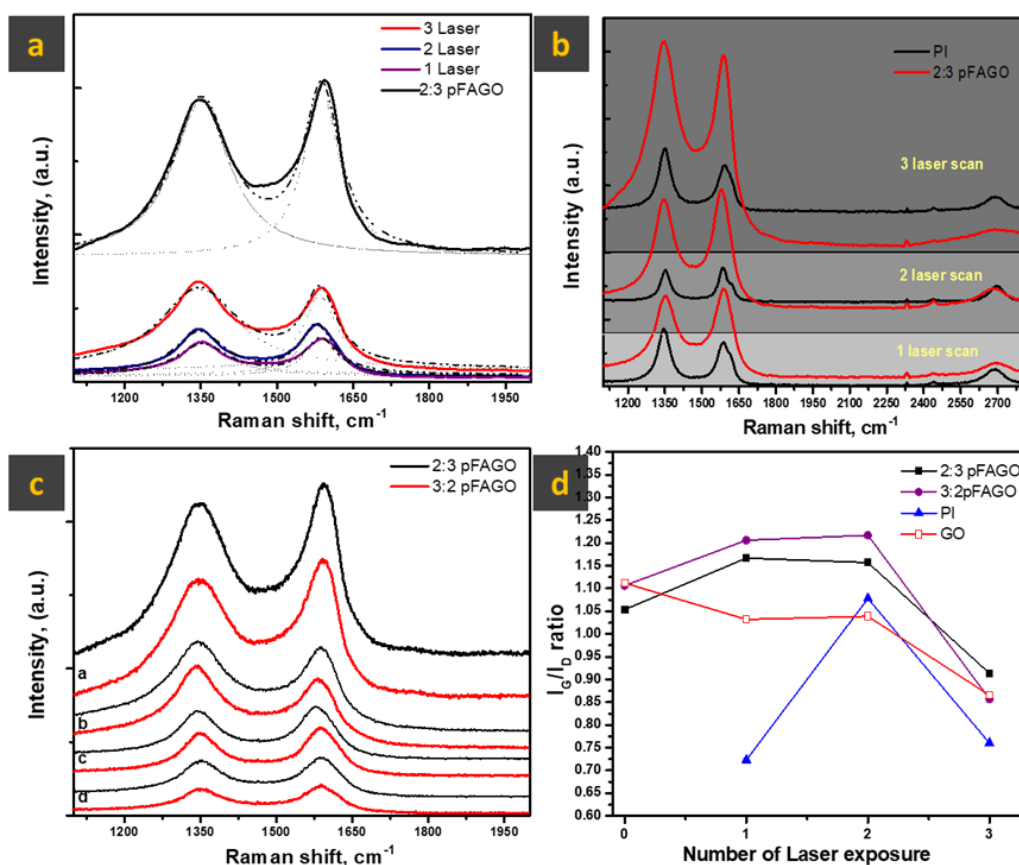 a
3 Laser
2 Laser
1 Laser
2:3 pFAGO
Intensity, (a.u.)
1200 1350 1500 1650 1800 1950
Raman shift, cm-1
b
PI
2:3 pFAGO
3 laser scan
2 laser scan
1 laser scan
Intensity (a.u.)
1200 1350 1500 1650 1800 1950 2100 2250 2400 2550 2700
Raman shift, cm-1
c
2:3 pFAGO
3:2 pFAGO
a
b
c
d
Intensity, (a.u.)
1200 1350 1500 1650 1800 1950
Raman shift, cm-1
d
2:3 pFAGO
3:2pFAGO
PI
GO
IG/ID ratio
1.40
1.35
1.30
1.25
1.20
1.15
1.10
1.05
1.00
0.95
0.90
0.85
0.80
0.75
0.70
0.65
0.60
0 1 2 3
Number of Laser exposure